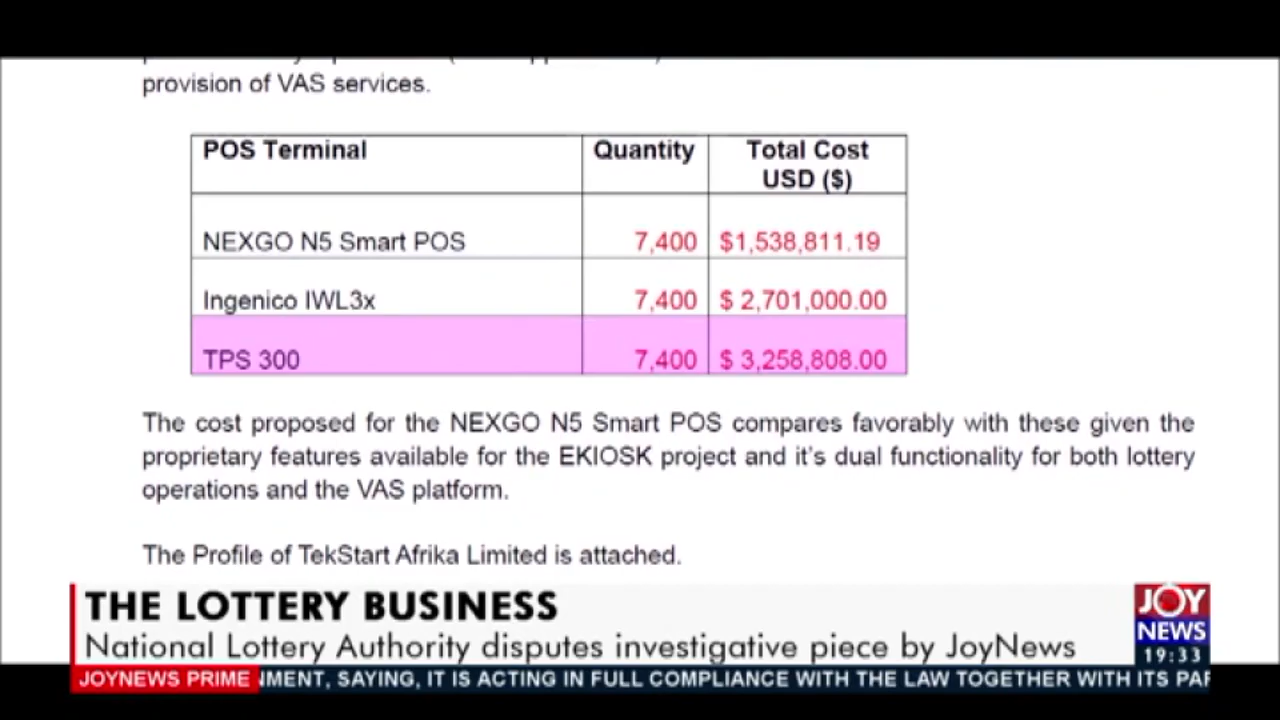 provision of VAS services.
POS Terminal Quantity Total Cost
USD ($)
NEXGO N5 Smart POS 7,400 $1,538,811.19
Ingenico IWL3x 7,400 $ 2,701,000.00
TPS 300 7,400 $ 3,258,808.00
The cost proposed for the NEXGO N5 Smart POS compares favorably with these given the
proprietary features available for the EKIOSK project and it's dual functionality for both lottery
operations and the VAS platform.
The Profile of TekStart Afrika Limited is attached.
THE LOTTERY BUSINESS
National Lottery Authority disputes investigative piece by JoyNews
JOY
NEWS
19:33
JOYNEWS PRIME NMENT, SAYING, IT IS ACTING IN FULL COMPLIANCE WITH THE LAW TOGETHER WITH ITS PAR